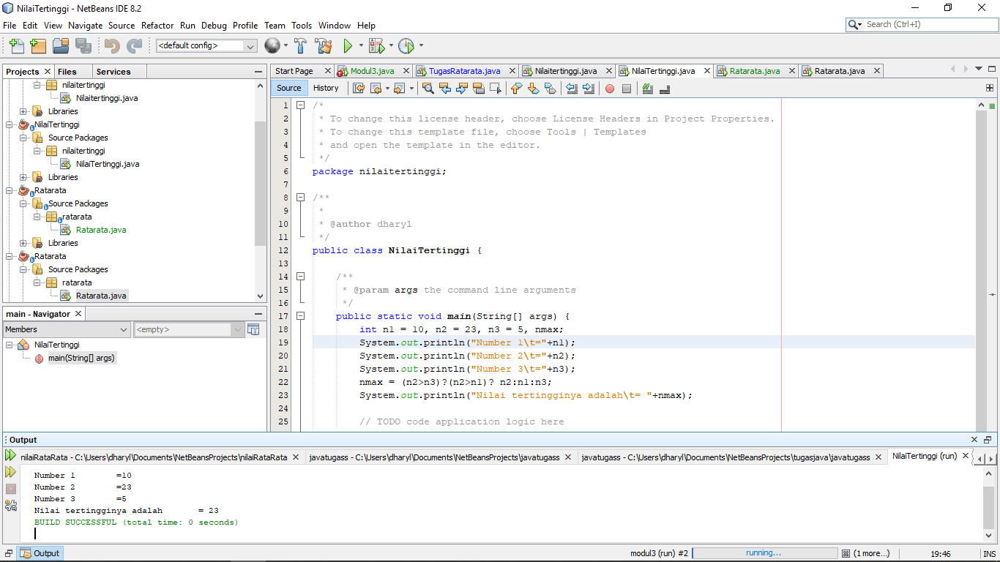 NilaiTertinggi - NetBeans IDE 8.2
File Edit View Navigate Source Refactor Run Debug Profile Team Tools Window Help
Search (Ctrl+I)
<default config>
Projects Files Services
nilaitertinggi
Nilaitertinggi.java
Libraries
NilaiTertinggi
Source Packages
nilaitertinggi
NilaiTertinggi.java
Libraries
Ratarata
Source Packages
ratarata
Ratarata.java
Libraries
Ratarata
Source Packages
ratarata
Ratarata.java
main - Navigator
Members <empty>
NilaiTertinggi
main(String[] args)
Start Page Modul3.java TugasRatarata.java Nilaitertinggi.java NilaiTertinggi.java Ratarata.java Ratarata.java
Source History
1 /*
2 * To change this license header, choose License Headers in Project Properties.
3 * To change this template file, choose Tools | Templates
4 * and open the template in the editor.
5 */
6 package nilaitertinggi;
7
8 /**
9 *
10 * @author dharyl
11 */
12 public class NilaiTertinggi {
13
14 /**
15 * @param args the command line arguments
16 */
17 public static void main(String[] args) {
18 int n1 = 10, n2 = 23, n3 = 5, nmax;
19 System.out.println("Number 1\t="+n1);
20 System.out.println("Number 2\t="+n2);
21 System.out.println("Number 3\t="+n3);
22 nmax = (n2>n3)?(n2>n1)? n2:n1:n3;
23 System.out.println("Nilai tertingginya adalah\t= "+nmax);
24
25 // TODO code application logic here
Output
nilaiRataRata - C:\Users\dharyl\Documents\NetBeansProjects\nilaiRataRata javatugass - C:\Users\dharyl\Documents\NetBeansProjects\javatugass javatugass - C:\Users\dharyl\Documents\NetBeansProjects\tugasjava\javatugass NilaiTertinggi (run)
Number 1 =10
Number 2 =23
Number 3 =5
Nilai tertingginya adalah = 23
BUILD SUCCESSFUL (total time: 0 seconds)
Output modul3 (run) #2 running... (1 more...) 19:46 INS